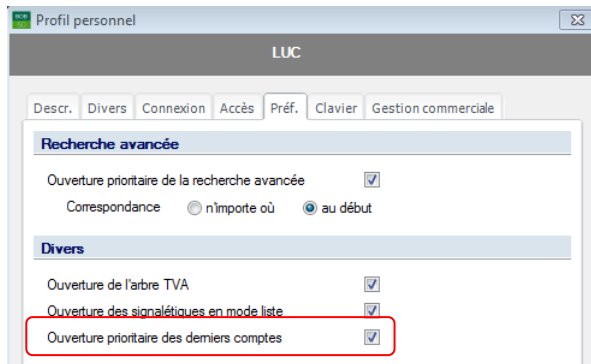 BOB 50 Profil personnel
LUC
Descr. Divers Connexion Accès Préf. Clavier Gestion commerciale
Recherche avancée
Ouverture prioritaire de la recherche avancée
Correspondance n'importe où au début
Divers
Ouverture de l'arbre TVA
Ouverture des signalétiques en mode liste
Ouverture prioritaire des derniers comptes